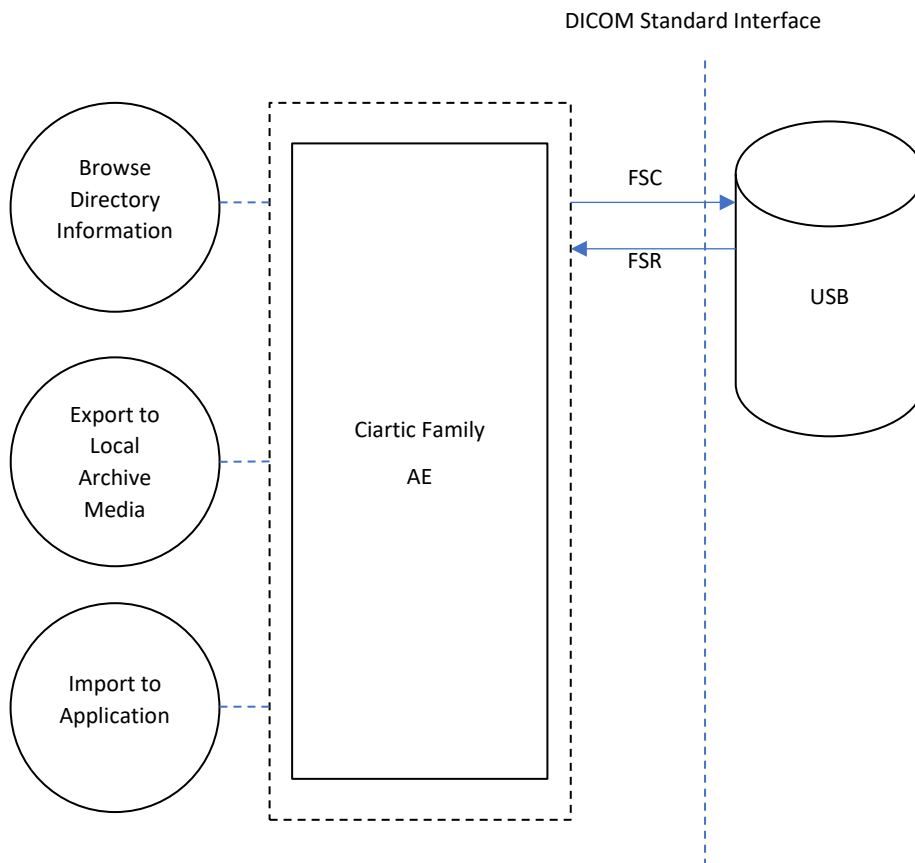 DICOM Standard Interface
Browse
Directory
Information
FSC
FSR
USB
Export to
Local
Archive
Media
Ciartic Family
AE
Import to
Application